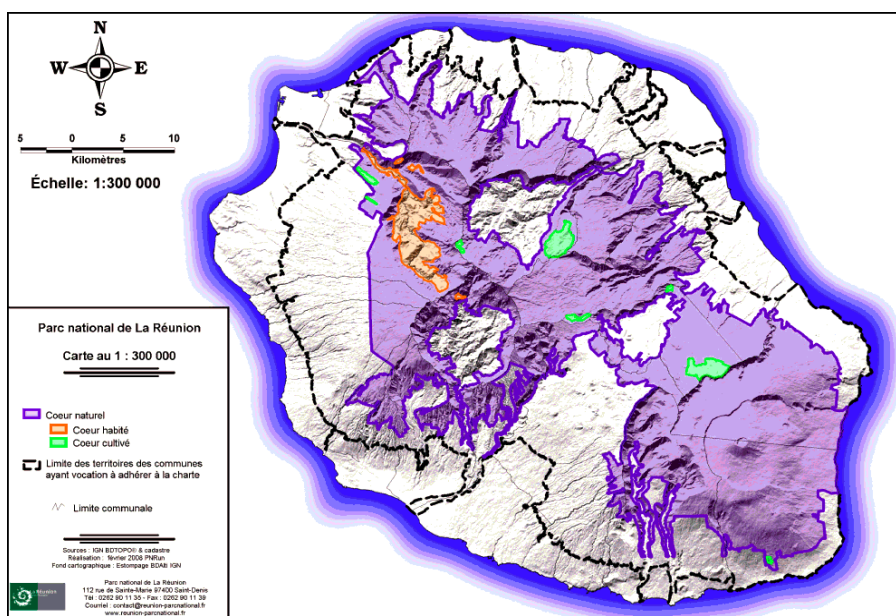 N
W E
S
5 0 5 10
Kilomètres
Échelle: 1:300 000
Parc national de La Réunion
Carte au 1 : 300 000
Coeur naturel
Coeur habité
Coeur cultivé
Limite des territoires des communes
ayant vocation à adhérer à la charte
Limite communale
Sources : IGN BDTOPO® & cadastre
Réalisation : février 2008 PNRun
Fond cartographique : Estompage BDAlti IGN
Parc national de La Réunion
112 rue de Sainte-Marie 97400 Saint-Denis
Tél : 0262 90 11 35 - Fax : 0262 90 11 39
Courriel : contact@reunion-parcnational.fr
www.reunion-parcnational.fr